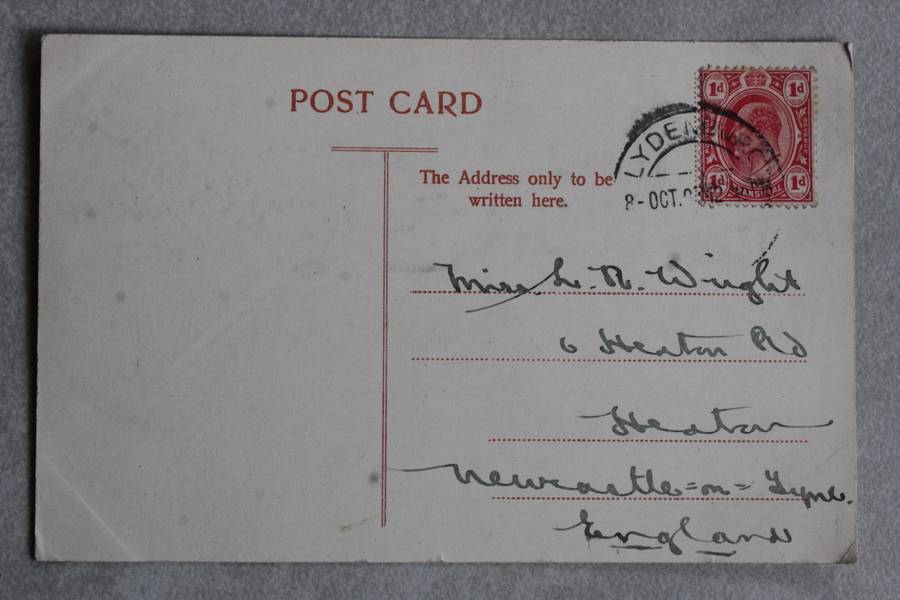 POST CARD
The Address only to be
written here.
1d 1d
1d 1d
TRANSVAAL
8-OCT.
Miss L. R. Wright
6 Heaton Rd
Heaton
Newcastle=on=Tyne.
England